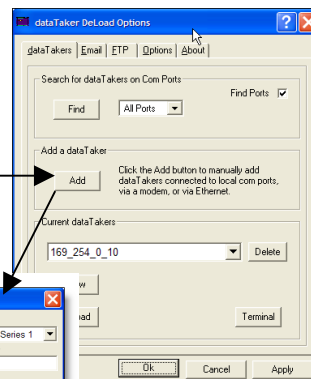 dataTaker DeLoad Options
dataTakers Email FTP Options About
Search for dataTakers on Com Ports
Find Ports
Find All Ports
Add a dataTaker
Add
Click the Add button to manually add
dataTakers connected to local com ports,
via a modem, or via Ethernet.
Current dataTakers
169_254_0_10 Delete
Series 1
Terminal
Ok Cancel Apply